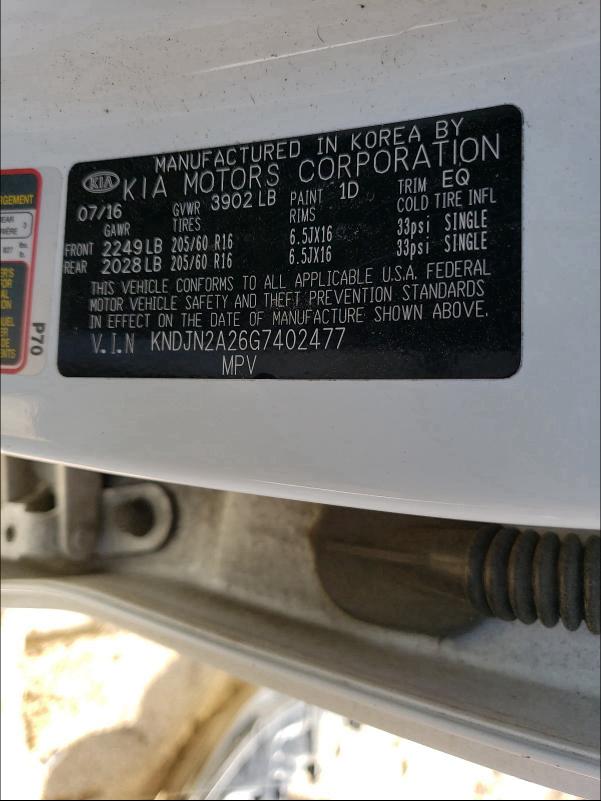 MANUFACTURED IN KOREA BY
KIA KIA MOTORS CORPORATION
07/16 GVWR 3902 LB PAINT 1D TRIM EQ
GAWR TIRES RIMS COLD TIRE INFL
FRONT 2249 LB 205/60 R16 6.5JX16 33psi SINGLE
REAR 2028 LB 205/60 R16 6.5JX16 33psi SINGLE
THIS VEHICLE CONFORMS TO ALL APPLICABLE U.S.A. FEDERAL
MOTOR VEHICLE SAFETY AND THEFT PREVENTION STANDARDS
IN EFFECT ON THE DATE OF MANUFACTURE SHOWN ABOVE.
V.I.N KNDJN2A26G7402477
MPV
P70